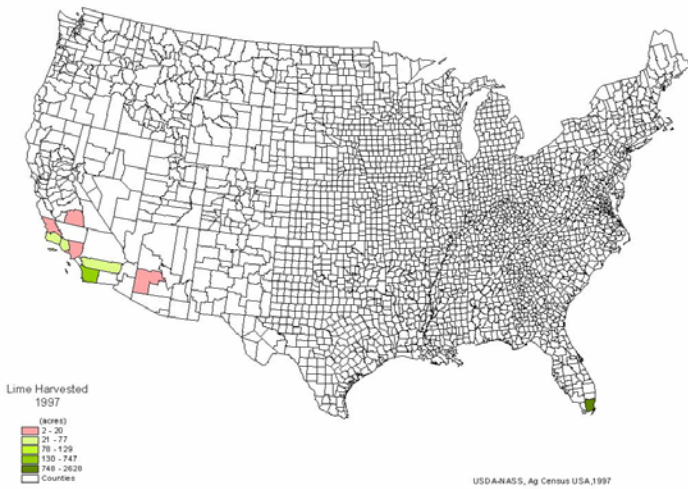 Lime Harvested
1997
(acres)
2 - 20
21 - 77
78 - 129
130 - 747
748 - 2628
Counties
USDA-NASS, Ag Census USA,1997